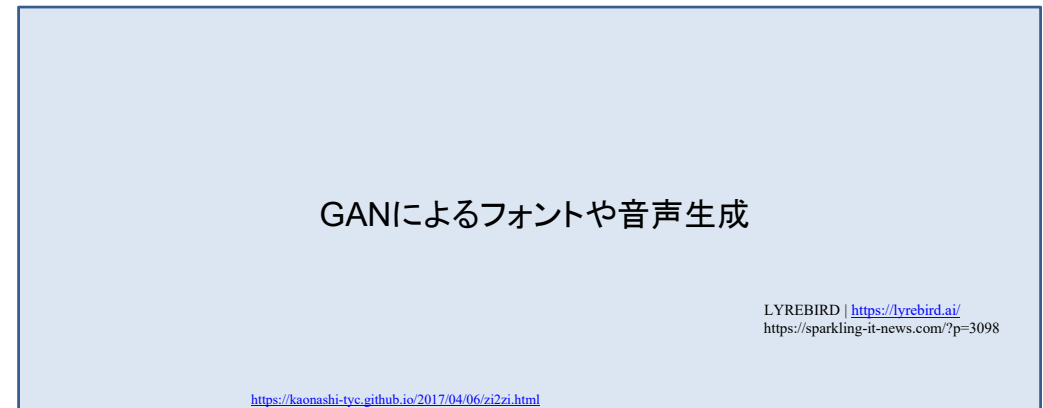 GANによるフォントや音声生成
LYREBIRD | https://lyrebird.ai/
https://sparkling-it-news.com/?p=3098
https://kaonashi-tyc.github.io/2017/04/06/zi2zi.html